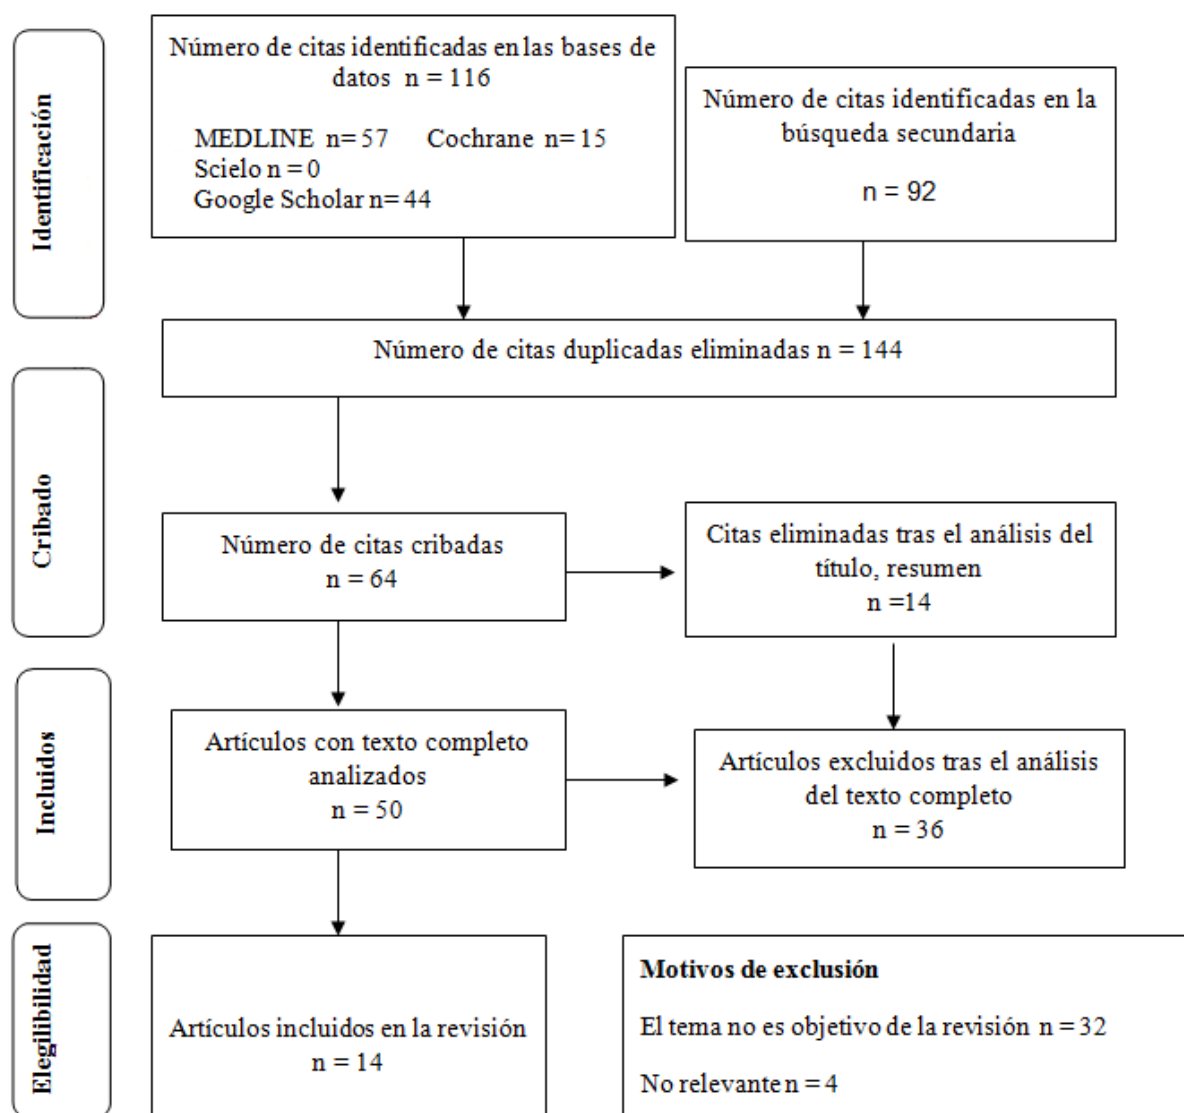 Identificación
Número de citas identificadas en las bases de
datos n = 116
MEDLINE n= 57 Cochrane n= 15
Scielo n = 0
Google Scholar n= 44
Número de citas identificadas en la
búsqueda secundaria
n = 92
Número de citas duplicadas eliminadas n = 144
Cribado
Número de citas cribadas
n = 64
Citas eliminadas tras el análisis del
título, resumen
n =14
Incluidos
Artículos con texto completo
analizados
n = 50
Artículos excluidos tras el análisis
del texto completo
n = 36
Elegilibilidad
Artículos incluidos en la revisión
n = 14
Motivos de exclusión
El tema no es objetivo de la revisión n = 32
No relevante n = 4